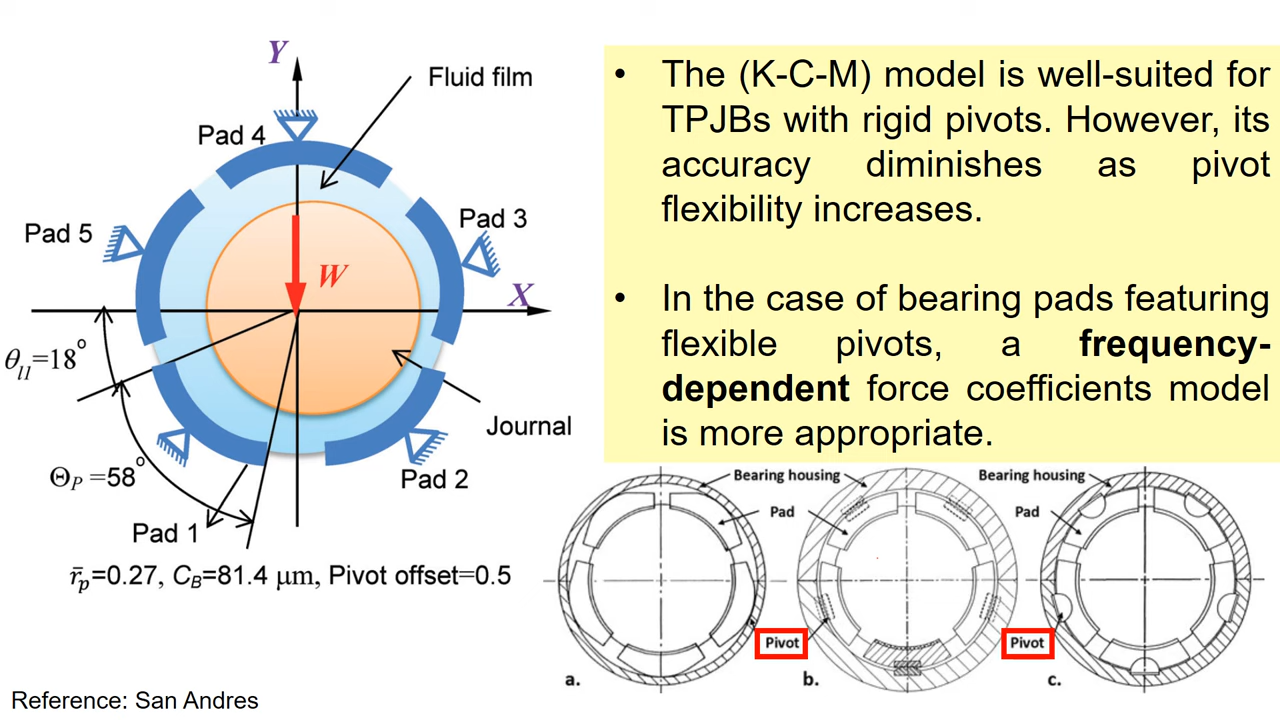 Y
Fluid film
Pad 4
Pad 3
Pad 5
W
X
θ_{l1}=18°
Journal
Θ_P =58°
Pad 2
Pad 1
r̄_p=0.27, C_B=81.4 μm, Pivot offset=0.5
• The (K-C-M) model is well-suited for
TPJBs with rigid pivots. However, its
accuracy diminishes as pivot
flexibility increases.
• In the case of bearing pads featuring
flexible pivots, a frequency-
dependent force coefficients model
is more appropriate.
Bearing housing
Bearing housing
Pad
Pad
Pivot
Pivot
a.
b.
c.
Reference: San Andres